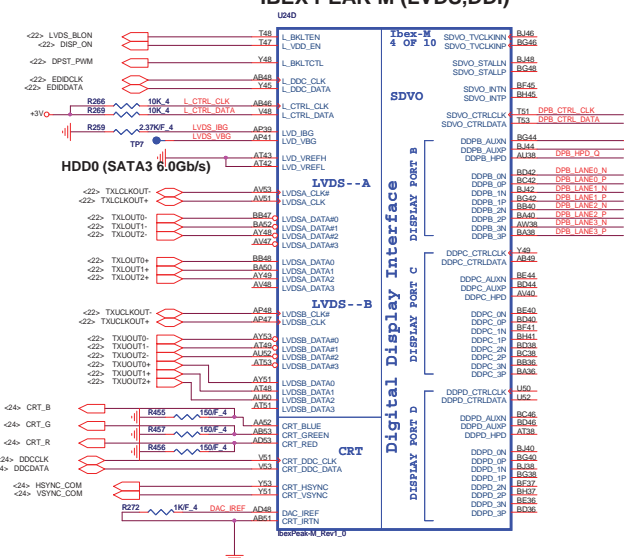 IBEX PEAK-M (LVDS,DDI)
U24D
Ibex-M
4 OF 10
<22> LVDS_BLON T48 L_BKLTEN
<22> DISP_ON T47 L_VDD_EN
<22> DPST_PWM Y48 L_BKLTCTL
<22> EDIDCLK AB48 L_DDC_CLK
<22> EDIDDATA Y45 L_DDC_DATA
+3V R266 10K_4 L_CTRL_CLK AB46 L_CTRL_CLK
R269 10K_4 L_CTRL_DATA V48 L_CTRL_DATA
R259 2.37K/F_4 LVDS_IBG AP39 LVD_IBG
TP7 LVDS_VBG AP41 LVD_VBG
HDD0 (SATA3 6.0Gb/s)
AT43 LVD_VREFH
AT42 LVD_VREFL
LVDS--A
<22> TXLCLKOUT- AV53 LVDSA_CLK#
<22> TXLCLKOUT+ AV51 LVDSA_CLK
<22> TXLOUT0- BB47 LVDSA_DATA#0
<22> TXLOUT1- BA52 LVDSA_DATA#1
<22> TXLOUT2- AY48 LVDSA_DATA#2
AV47 LVDSA_DATA#3
<22> TXLOUT0+ BB48 LVDSA_DATA0
<22> TXLOUT1+ BA50 LVDSA_DATA1
<22> TXLOUT2+ AY49 LVDSA_DATA2
AV48 LVDSA_DATA3
LVDS--B
<22> TXUCLKOUT- AP48 LVDSB_CLK#
<22> TXUCLKOUT+ AP47 LVDSB_CLK
<22> TXUOUT0- AY53 LVDSB_DATA#0
<22> TXUOUT1- AT49 LVDSB_DATA#1
<22> TXUOUT2- AU52 LVDSB_DATA#2
<22> TXUOUT0+ AT53 LVDSB_DATA#3
<22> TXUOUT1+ AY51 LVDSB_DATA0
<22> TXUOUT2+ AT48 LVDSB_DATA1
AU50 LVDSB_DATA2
AT51 LVDSB_DATA3
<24> CRT_B R455 150/F_4 AA52 CRT_BLUE
<24> CRT_G R457 150/F_4 AB53 CRT_GREEN
<24> CRT_R R456 150/F_4 AD53 CRT_RED
CRT
<24> DDCCLK V51 CRT_DDC_CLK
4> DDCDATA V53 CRT_DDC_DATA
<24> HSYNC_COM Y53 CRT_HSYNC
<24> VSYNC_COM Y51 CRT_VSYNC
R272 1K/F_4 DAC_IREF AD48 DAC_IREF
AB51 CRT_IRTN
IbexPeak-M_Rev1_0
Digital Display Interface
SDVO
SDVO_TVCLKINN BJ46
SDVO_TVCLKINP BG46
SDVO_STALLN BJ48
SDVO_STALLP BG48
SDVO_INTN BF45
SDVO_INTP BH45
SDVO_CTRLCLK T51 DPB_CTRL_CLK
SDVO_CTRLDATA T53 DPB_CTRL_DATA
DISPLAY PORT B
DDPB_AUXN BG44
DDPB_AUXP BJ44
DDPB_HPD AU38 DPB_HPD_Q
DDPB_0N BD42 DPB_LANE0_N
DDPB_0P BC42 DPB_LANE0_P
DDPB_1N BJ42 DPB_LANE1_N
DDPB_1P BG42 DPB_LANE1_P
DDPB_2N BB40 DPB_LANE2_N
DDPB_2P BA40 DPB_LANE2_P
DDPB_3N AW38 DPB_LANE3_N
DDPB_3P BA38 DPB_LANE3_P
DISPLAY PORT C
DDPC_CTRLCLK Y49
DDPC_CTRLDATA AB49
DDPC_AUXN BE44
DDPC_AUXP BD44
DDPC_HPD AV40
DDPC_0N BE40
DDPC_0P BD40
DDPC_1N BF41
DDPC_1P BH41
DDPC_2N BD38
DDPC_2P BC38
DDPC_3N BB36
DDPC_3P BA36
DISPLAY PORT D
DDPD_CTRLCLK U50
DDPD_CTRLDATA U52
DDPD_AUXN BC46
DDPD_AUXP BD46
DDPD_HPD AT38
DDPD_0N BJ40
DDPD_0P BG40
DDPD_1N BJ38
DDPD_1P BG38
DDPD_2N BF37
DDPD_2P BH37
DDPD_3N BE36
DDPD_3P BD36